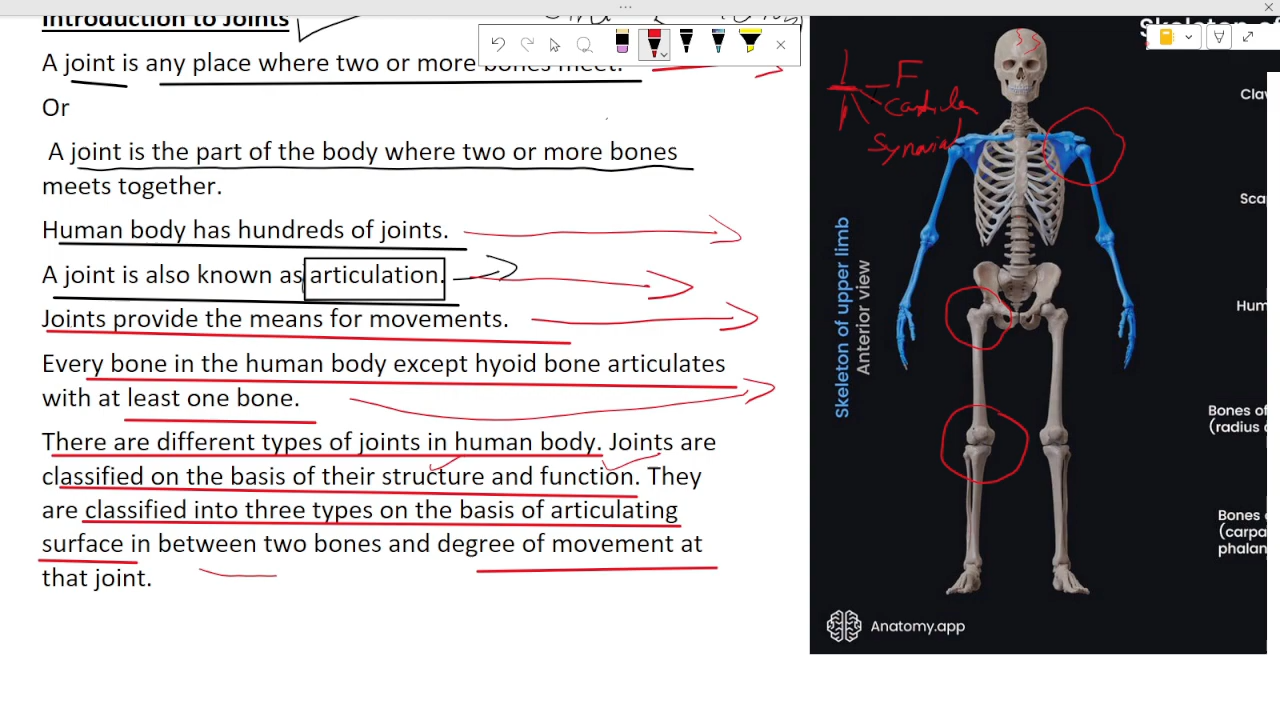 Introduction to Joints
A joint is any place where two or more bones meet.
Or
A joint is the part of the body where two or more bones
meets together.
Human body has hundreds of joints.
A joint is also known as articulation.
Joints provide the means for movements.
Every bone in the human body except hyoid bone articulates
with at least one bone.
There are different types of joints in human body. Joints are
classified on the basis of their structure and function. They
are classified into three types on the basis of articulating
surface in between two bones and degree of movement at
that joint.
Skeleton of
F
Synovial
Cla
Sca
Skeleton of upper limb
Anterior view
Hum
Bones of
(radius
Bones
(carpa
phalan
Anatomy.app